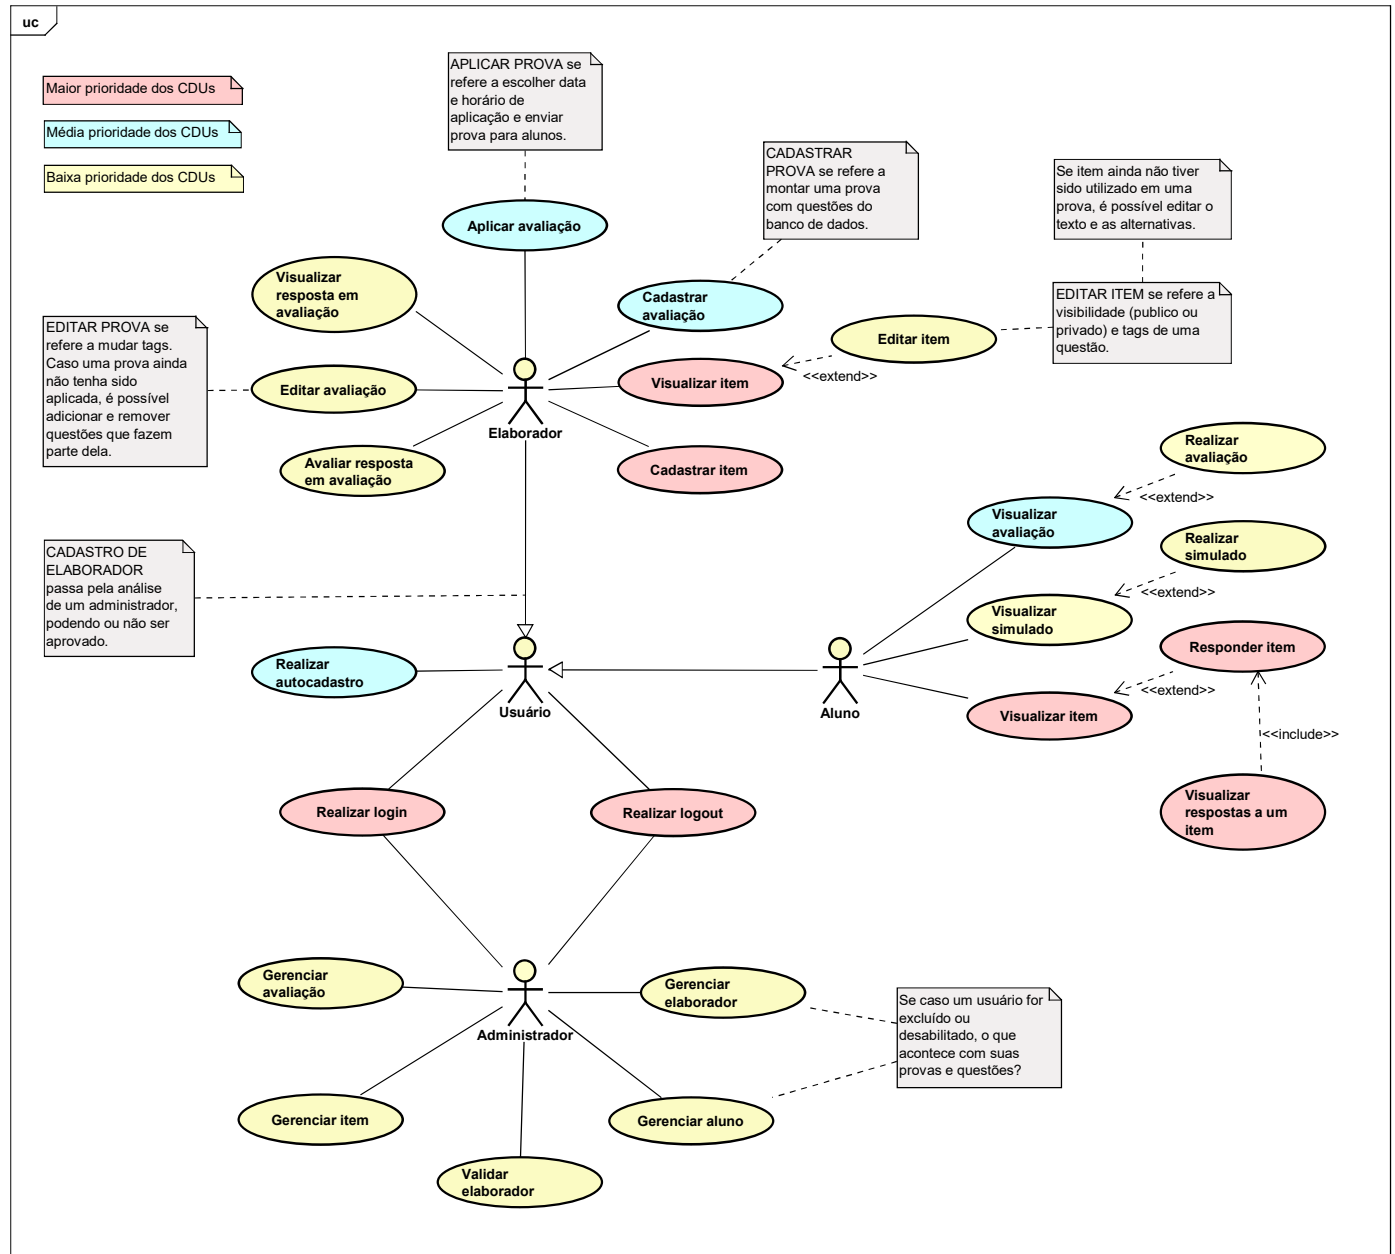 uc
Maior prioridade dos CDUs
Média prioridade dos CDUs
Baixa prioridade dos CDUs
APLICAR PROVA se
refere a escolher data
e horário de
aplicação e enviar
prova para alunos.
CADASTRAR
PROVA se refere a
montar uma prova
com questões do
banco de dados.
Se item ainda não tiver
sido utilizado em uma
prova, é possível editar o
texto e as alternativas.
Aplicar avaliação
Visualizar
resposta em
avaliação
Cadastrar
avaliação
EDITAR ITEM se refere a
visibilidade (publico ou
privado) e tags de uma
questão.
EDITAR PROVA se
refere a mudar tags.
Caso uma prova ainda
não tenha sido
aplicada, é possível
adicionar e remover
questões que fazem
parte dela.
Editar item
<<extend>>
Visualizar item
Editar avaliação
Elaborador
Avaliar resposta
em avaliação
Cadastrar item
Realizar
avaliação
<<extend>>
Visualizar
avaliação
Realizar
simulado
<<extend>>
Visualizar
simulado
CADASTRO DE
ELABORADOR
passa pela análise
de um administrador,
podendo ou não ser
aprovado.
Realizar
autocadastro
Usuário
Aluno
Responder item
<<extend>>
Visualizar item
<<include>>
Visualizar
respostas a um
item
Realizar login
Realizar logout
Gerenciar
avaliação
Gerenciar
elaborador
Administrador
Se caso um usuário for
excluído ou
desabilitado, o que
acontece com suas
provas e questões?
Gerenciar item
Gerenciar aluno
Validar
elaborador